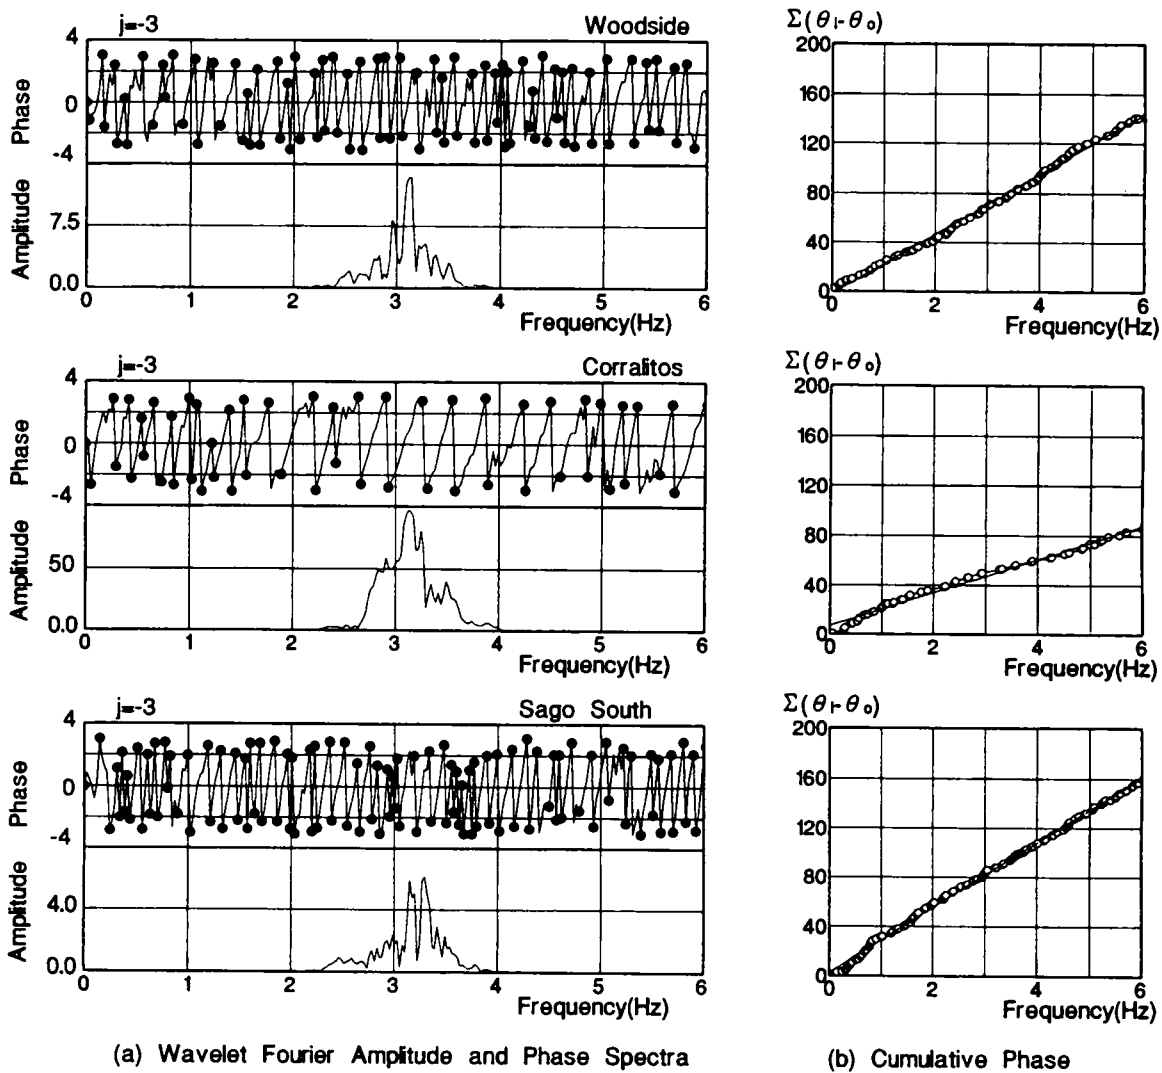 j=-3 Woodside
4
0
-4
Phase
7.5
0.0
Amplitude
0 1 2 3 4 5 6
Frequency(Hz)
Σ(θi-θ0)
200
160
120
80
40
0
0 2 4 6
Frequency(Hz)
j=-3 Corralitos
4
0
-4
Phase
50
0.0
Amplitude
0 1 2 3 4 5 6
Frequency(Hz)
Σ(θi-θ0)
200
160
120
80
40
0
0 2 4 6
Frequency(Hz)
j=-3 Sago South
4
0
-4
Phase
4.0
0.0
Amplitude
0 1 2 3 4 5 6
Frequency(Hz)
Σ(θi-θ0)
200
160
120
80
40
0
0 2 4 6
Frequency(Hz)
(a) Wavelet Fourier Amplitude and Phase Spectra
(b) Cumulative Phase